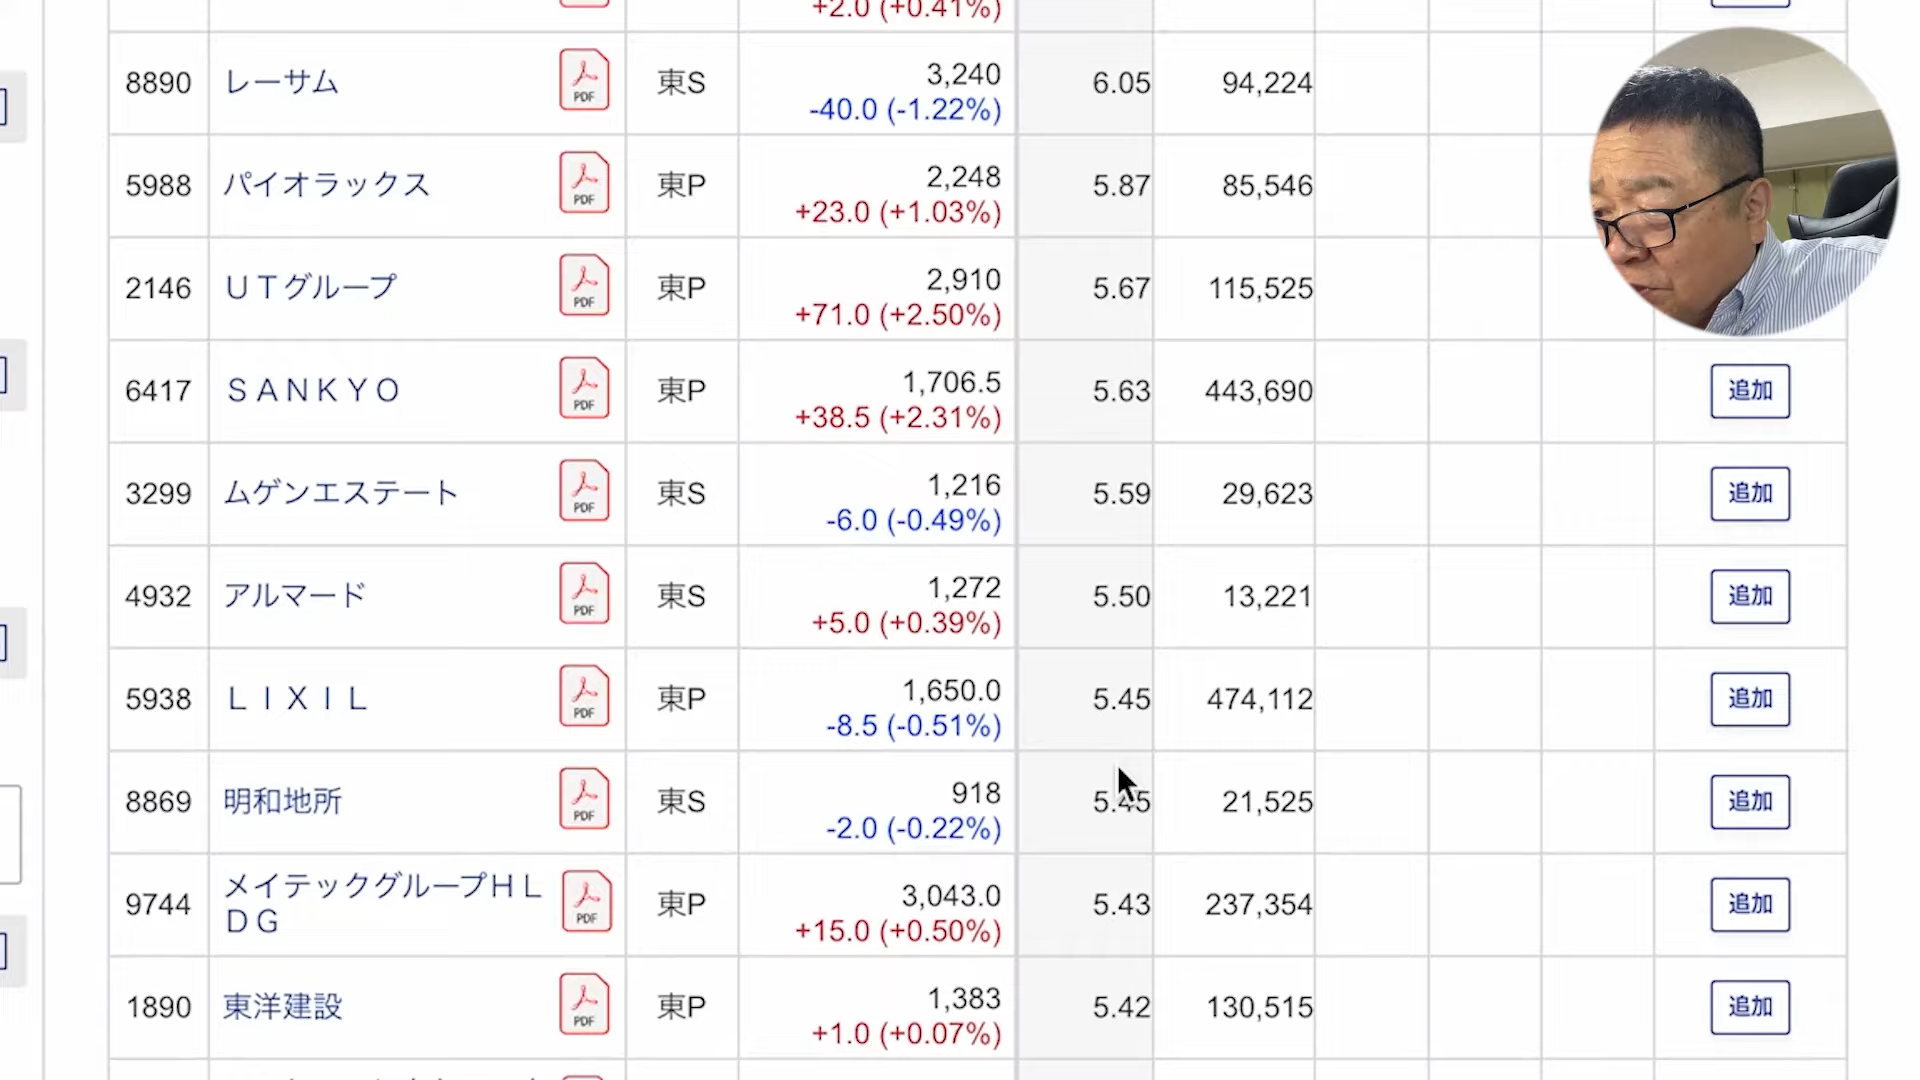 +2.0 (+0.41%)
8890 レーサム PDF 東S 3,240 6.05 94,224
-40.0 (-1.22%)
5988 パイオラックス PDF 東P 2,248 5.87 85,546
+23.0 (+1.03%)
2146 ＵＴグループ PDF 東P 2,910 5.67 115,525
+71.0 (+2.50%)
6417 ＳＡＮＫＹＯ PDF 東P 1,706.5 5.63 443,690 追加
+38.5 (+2.31%)
3299 ムゲンエステート PDF 東S 1,216 5.59 29,623 追加
-6.0 (-0.49%)
4932 アルマード PDF 東S 1,272 5.50 13,221 追加
+5.0 (+0.39%)
5938 ＬＩＸＩＬ PDF 東P 1,650.0 5.45 474,112 追加
-8.5 (-0.51%)
8869 明和地所 PDF 東S 918 5.45 21,525 追加
-2.0 (-0.22%)
9744 メイテックグループＨＬ PDF 東P 3,043.0 5.43 237,354 追加
ＤＧ +15.0 (+0.50%)
1890 東洋建設 PDF 東P 1,383 5.42 130,515 追加
+1.0 (+0.07%)